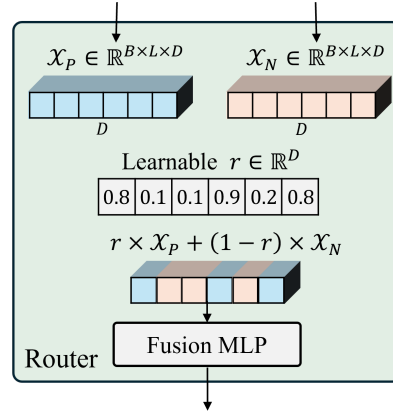 𝒳_P ∈ ℝ^{B×L×D} 𝒳_N ∈ ℝ^{B×L×D}
D D
Learnable r ∈ ℝ^D
0.8 0.1 0.1 0.9 0.2 0.8
r × 𝒳_P + (1 − r) × 𝒳_N
Fusion MLP
Router